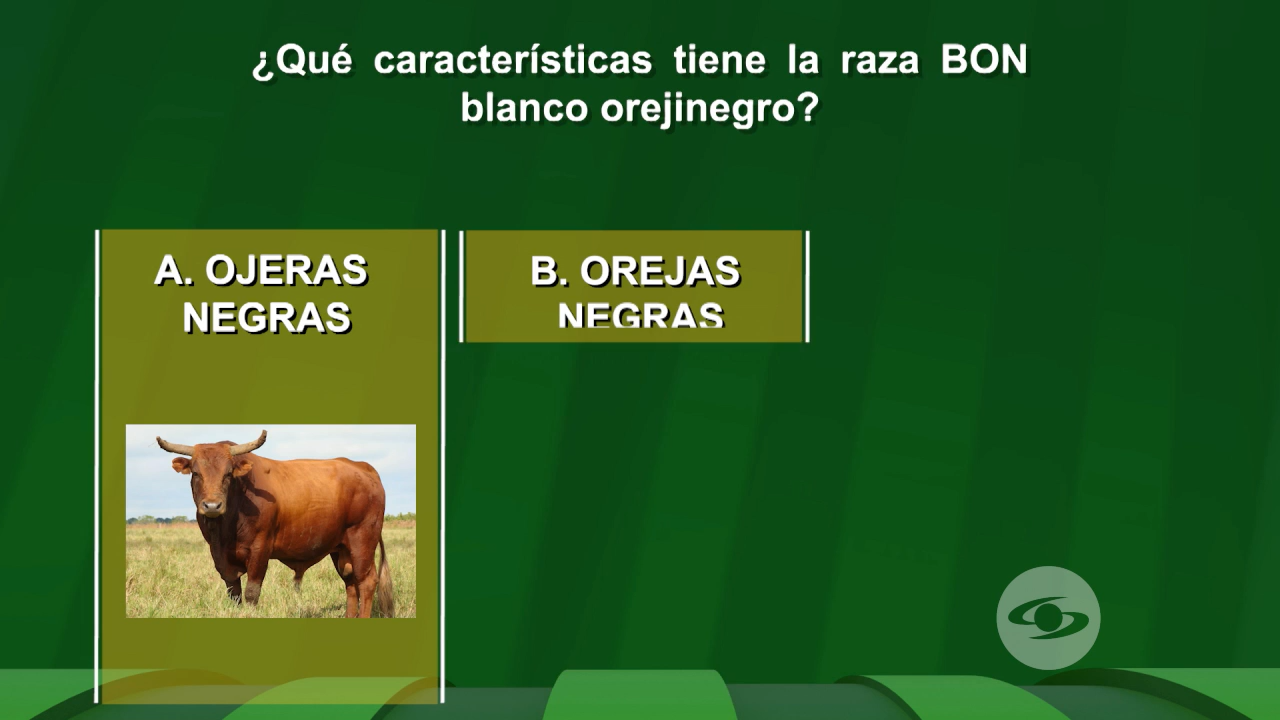 ¿Qué características tiene la raza BON
blanco orejinegro?
A. OJERAS
NEGRAS
B. OREJAS
NEGRAS